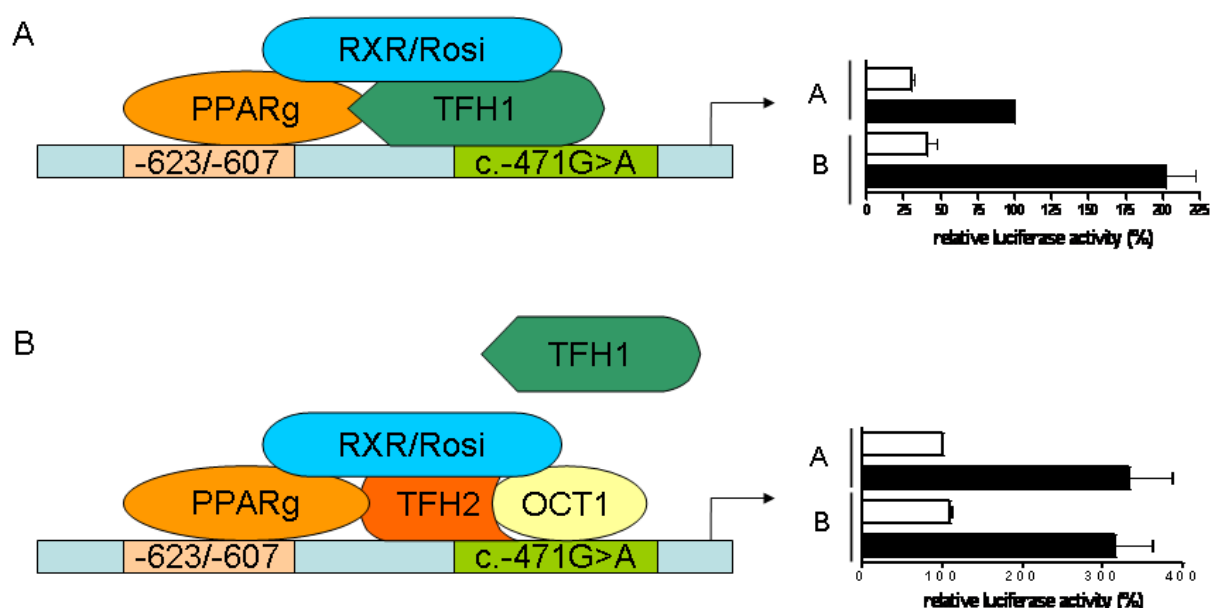 A
RXR/Rosi
PPARg
TFH1
-623/-607
c.-471G>A
A
B
0 25 50 75 100 125 150 175 200 225
relative luciferase activity (%)
B
TFH1
RXR/Rosi
PPARg
TFH2
OCT1
-623/-607
c.-471G>A
A
B
0 100 200 300 400
relative luciferase activity (%)